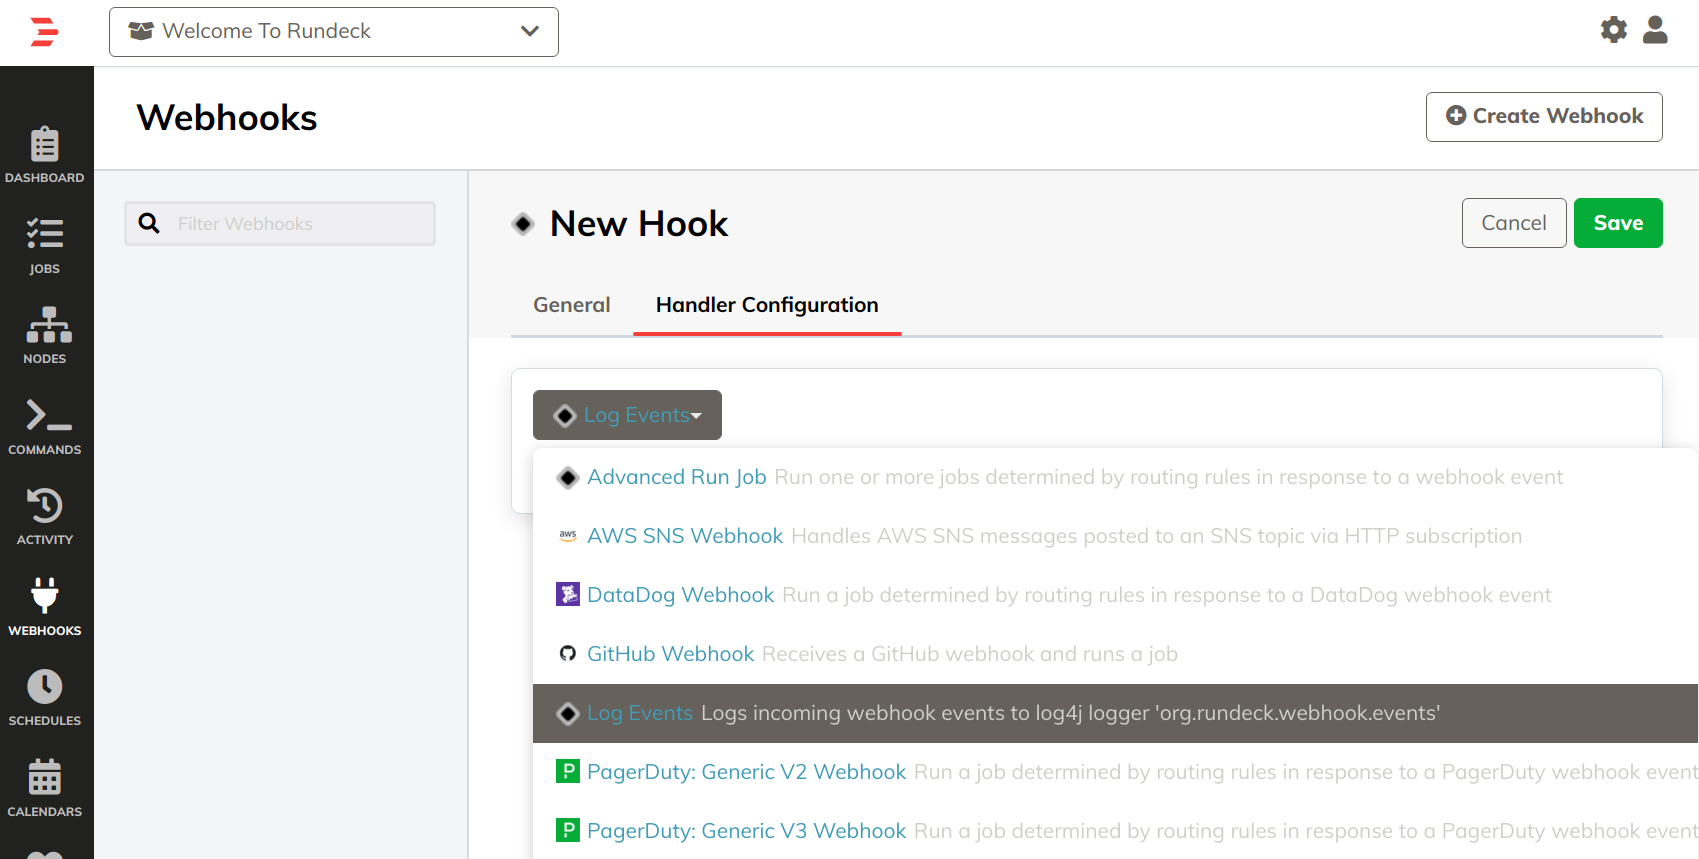 Welcome To Rundeck
Webhooks
Create Webhook
DASHBOARD
JOBS
NODES
COMMANDS
ACTIVITY
WEBHOOKS
SCHEDULES
CALENDARS
Filter Webhooks
New Hook
Cancel
Save
General
Handler Configuration
Log Events
Advanced Run Job Run one or more jobs determined by routing rules in response to a webhook event
aws AWS SNS Webhook Handles AWS SNS messages posted to an SNS topic via HTTP subscription
DataDog Webhook Run a job determined by routing rules in response to a DataDog webhook event
GitHub Webhook Receives a GitHub webhook and runs a job
Log Events Logs incoming webhook events to log4j logger 'org.rundeck.webhook.events'
P PagerDuty: Generic V2 Webhook Run a job determined by routing rules in response to a PagerDuty webhook event
P PagerDuty: Generic V3 Webhook Run a job determined by routing rules in response to a PagerDuty webhook event